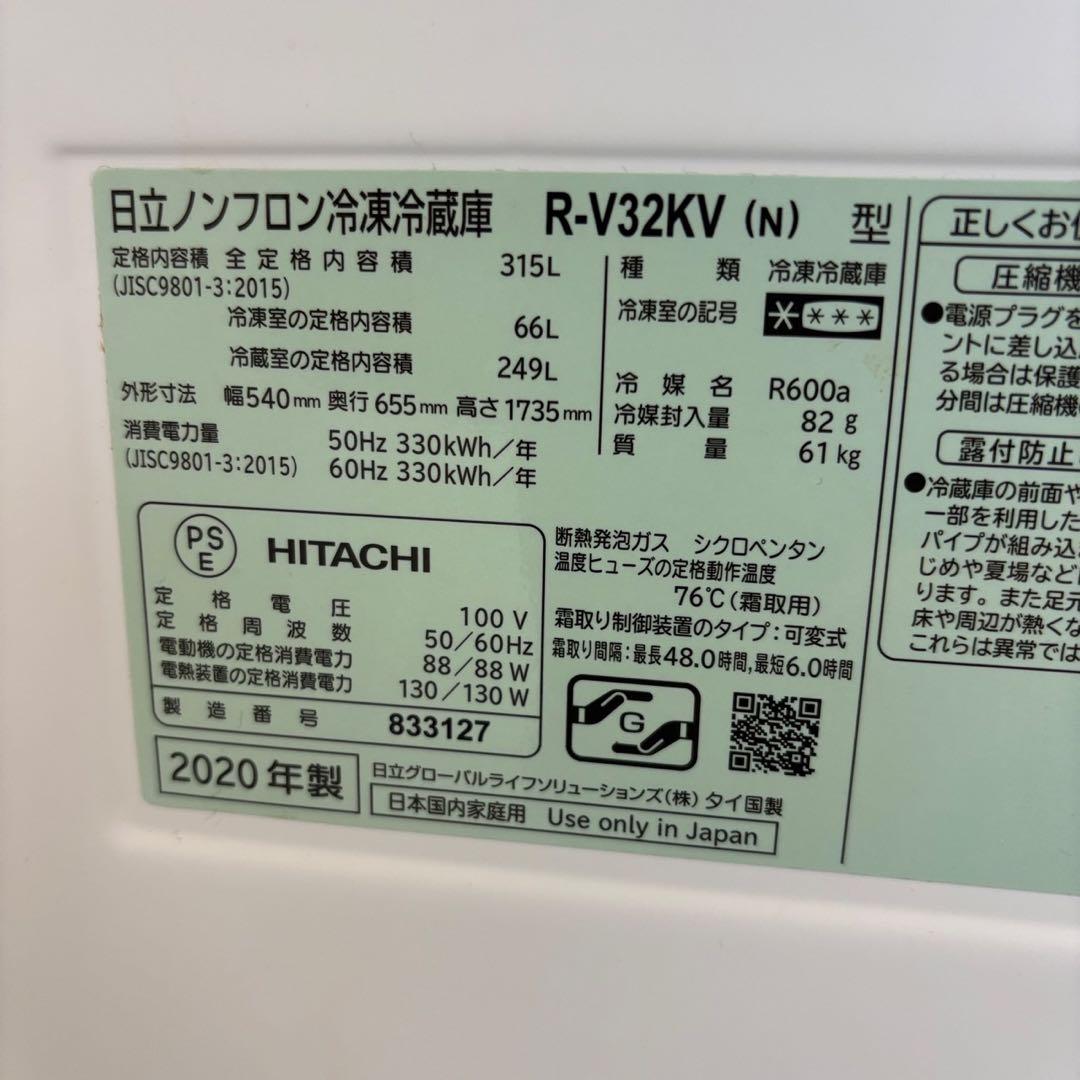 日立ノンフロン冷凍冷蔵庫 R-V32KV (N) 型
定格内容積 全定格内容積 315L
(JISC9801-3:2015)
冷凍室の定格内容積 66L
冷蔵室の定格内容積 249L
外形寸法 幅540mm 奥行655mm 高さ1735mm
消費電力量 50Hz 330kWh/年
(JISC9801-3:2015) 60Hz 330kWh/年
種類 冷凍冷蔵庫
冷凍室の記号 ****
冷媒名 R600a
冷媒封入量 82g
質量 61kg
PS
E
HITACHI
定格電圧 100V
定格周波数 50/60Hz
電動機の定格消費電力 88/88W
電熱装置の定格消費電力 130/130W
製造番号 833127
断熱発泡ガス シクロペンタン
温度ヒューズの定格動作温度
76℃(霜取用)
霜取り制御装置のタイプ:可変式
霜取り間隔:最長48.0時間,最短6.0時間
G
2020年製
日立グローバルライフソリューションズ(株) タイ国製
日本国内家庭用 Use only in Japan
正しくお仕
圧縮機
●電源プラグを
ントに差し込
る場合は保護
分間は圧縮機
露付防止
●冷蔵庫の前面や
一部を利用した
パイプが組み込
じめや夏場など
ります。また足元
床や周辺が熱くな
これらは異常では